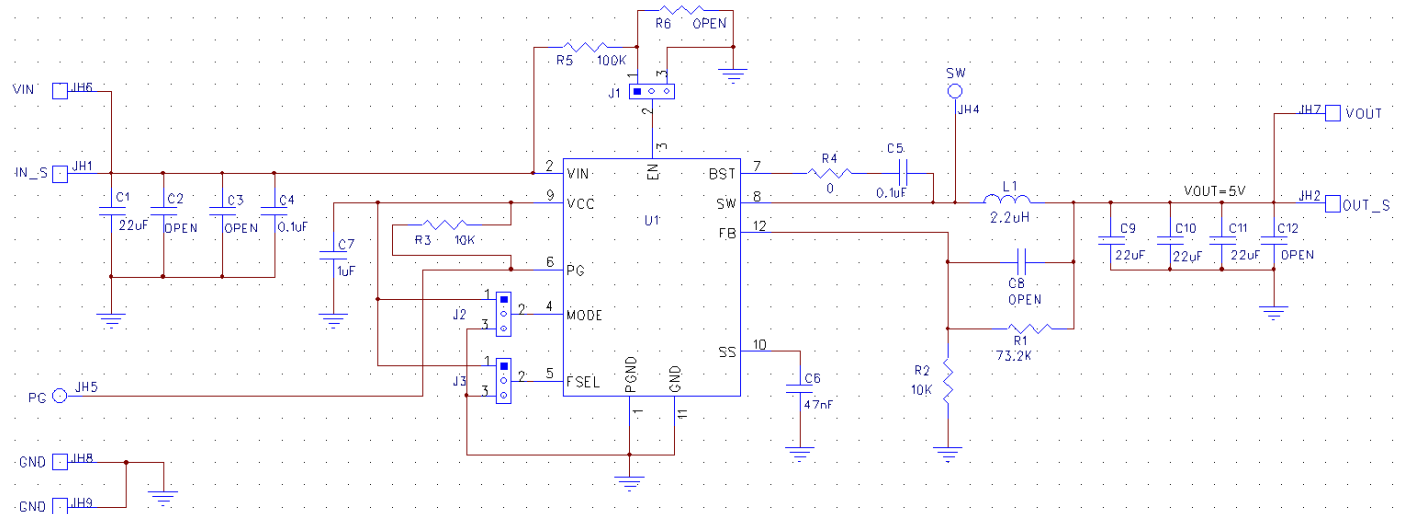 R6 OPEN
R5 100K
1 3
J1
2
3
EN
VIN JH6
IN_S JH1
C1 22uF
C2 OPEN
C3 OPEN
C4 0.1uF
C7 1uF
R3 10K
2 VIN
9 VCC
6 PG
4 MODE
5 FSEL
U1
BST 7
SW 8
FB 12
SS 10
PGND 1
GND 11
1
J2 2
3
1
J3 2
3
R4 0
C5 0.1uF
SW
JH4
L1 2.2uH
VOUT=5V
JH7 VOUT
JH2 OUT_S
C9 22uF
C10 22uF
C11 22uF
C12 OPEN
C8 OPEN
R1 73.2K
R2 10K
C6 47nF
PG JH5
GND JH8
GND JH9